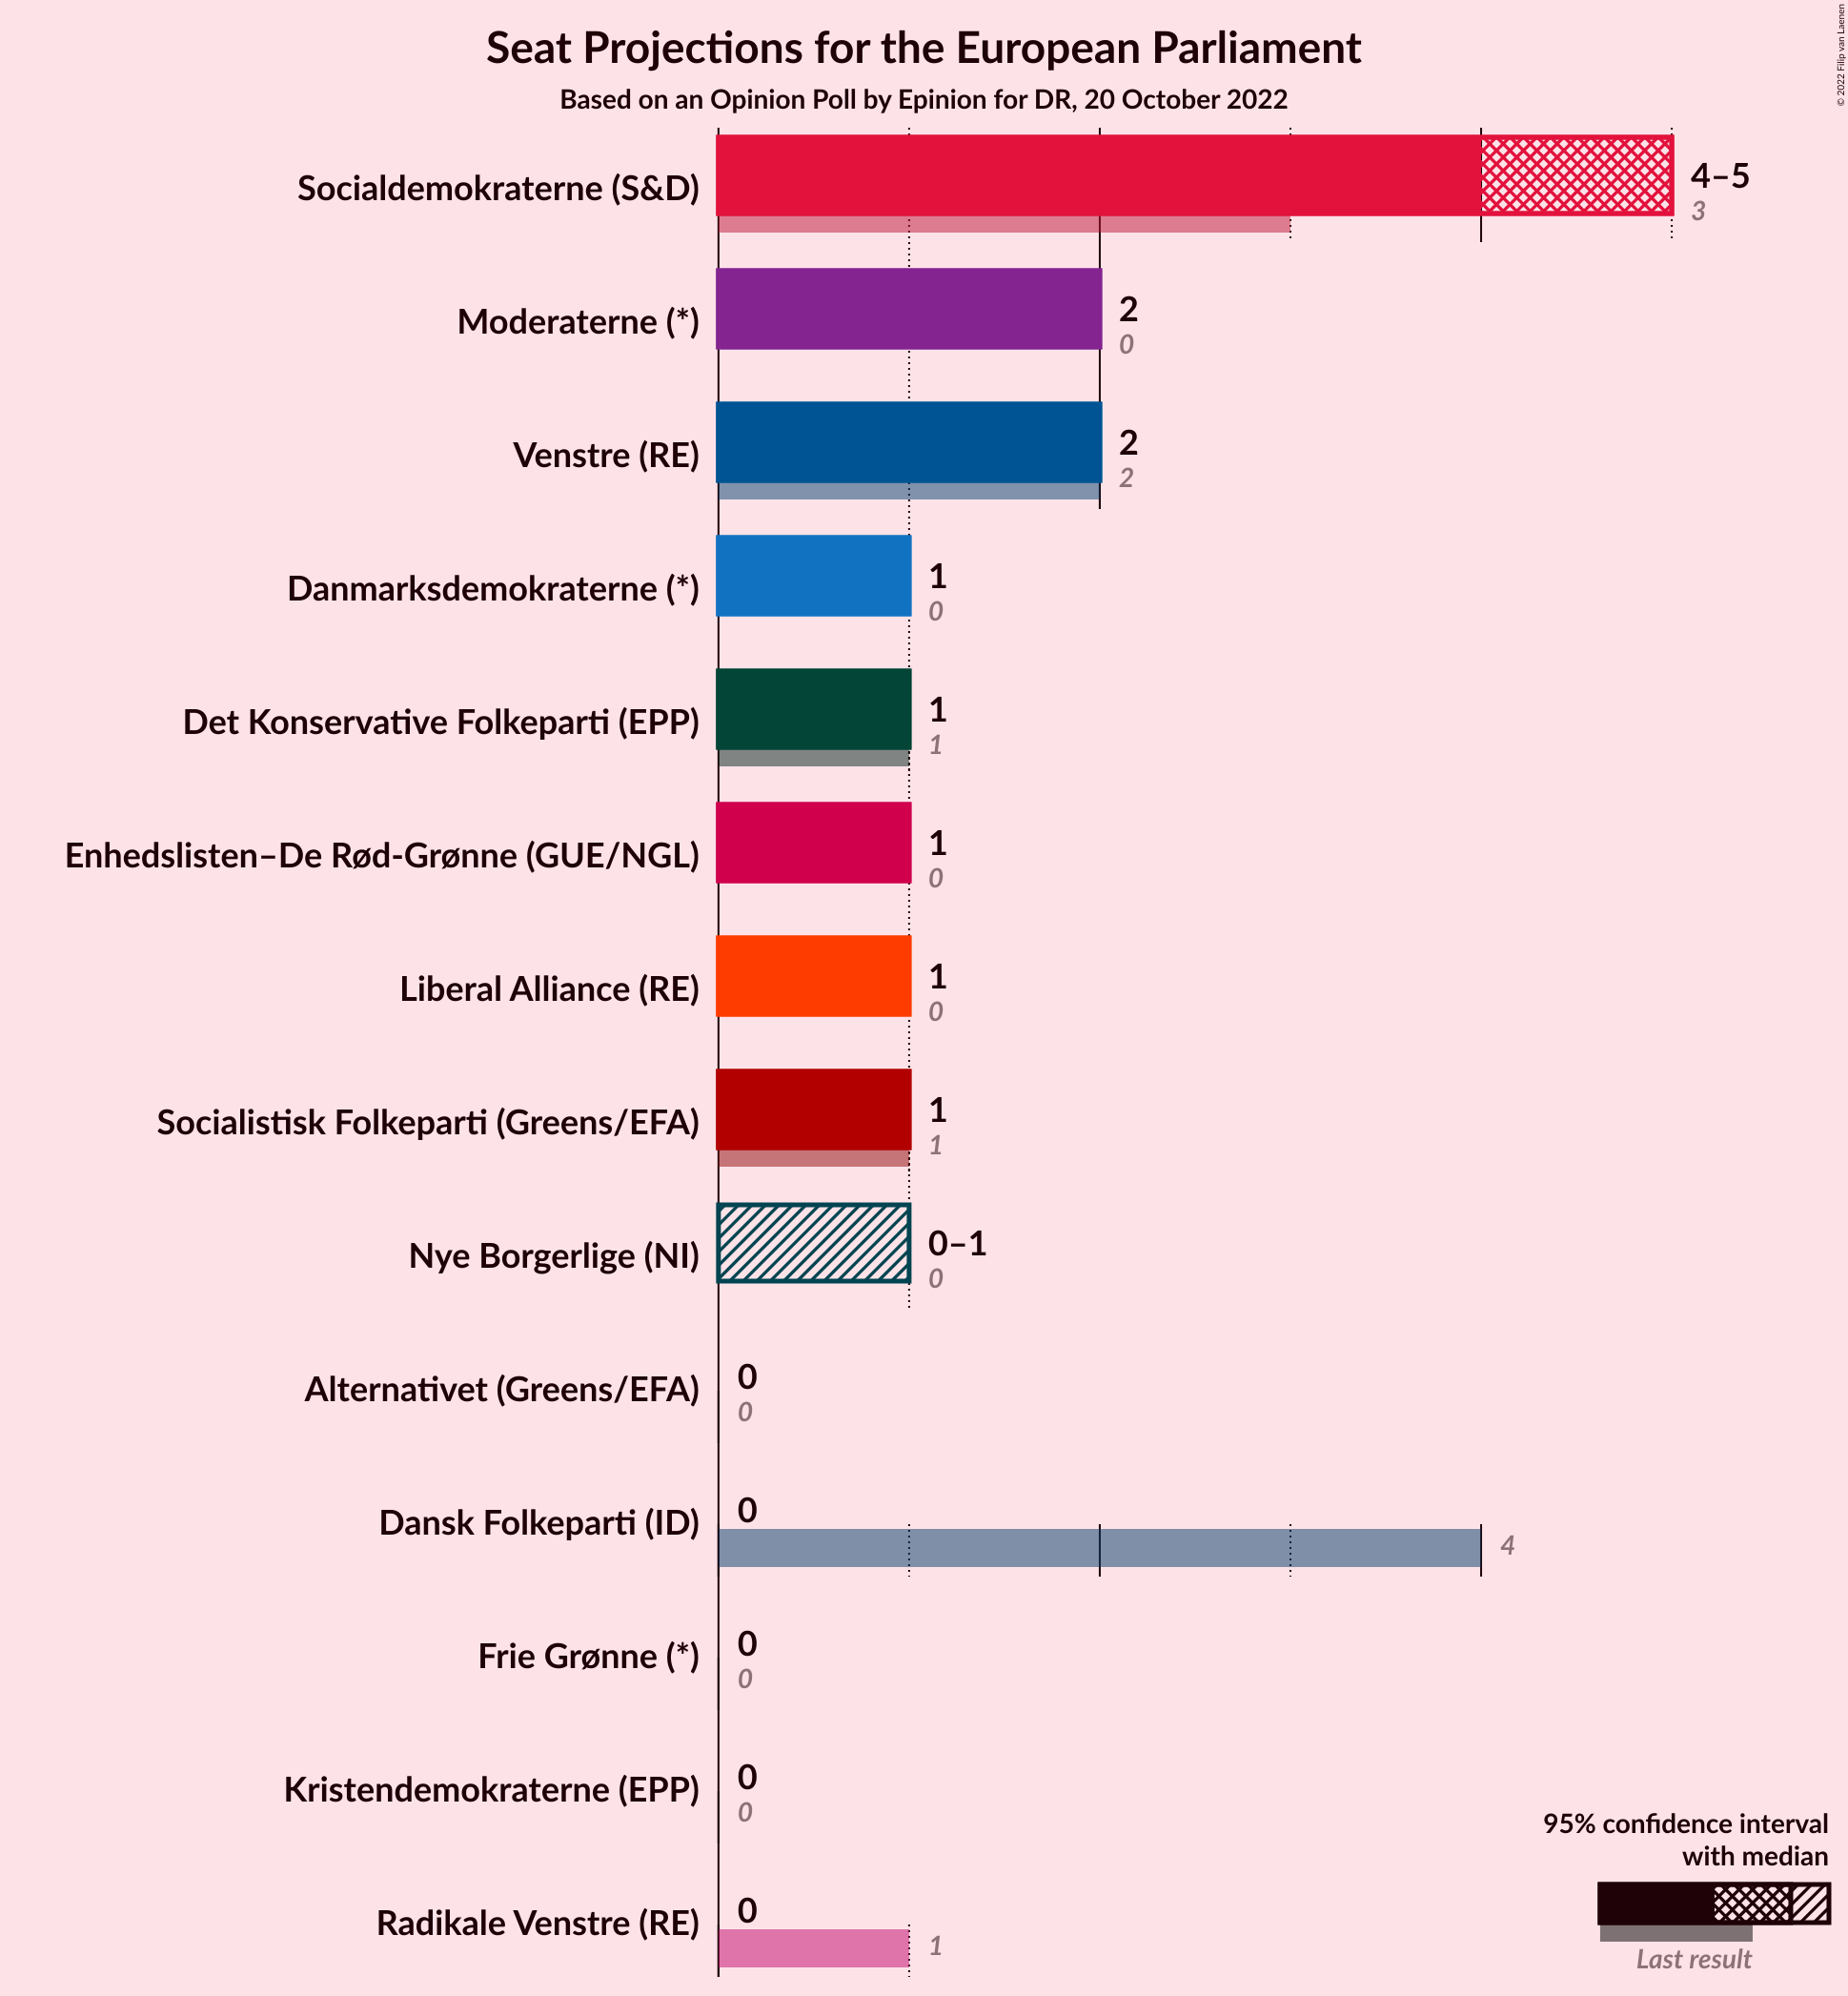 Seat Projections for the European Parliament
Based on an Opinion Poll by Epinion for DR, 20 October 2022
© 2022 Filip van Laenen
Socialdemokraterne (S&D)
4–5
3
Moderaterne (*)
2
0
Venstre (RE)
2
2
Danmarksdemokraterne (*)
1
0
Det Konservative Folkeparti (EPP)
1
1
Enhedslisten–De Rød-Grønne (GUE/NGL)
1
0
Liberal Alliance (RE)
1
0
Socialistisk Folkeparti (Greens/EFA)
1
1
Nye Borgerlige (NI)
0–1
0
Alternativet (Greens/EFA)
0
0
Dansk Folkeparti (ID)
0
4
Frie Grønne (*)
0
0
Kristendemokraterne (EPP)
0
0
Radikale Venstre (RE)
0
1
95% confidence interval
with median
Last result